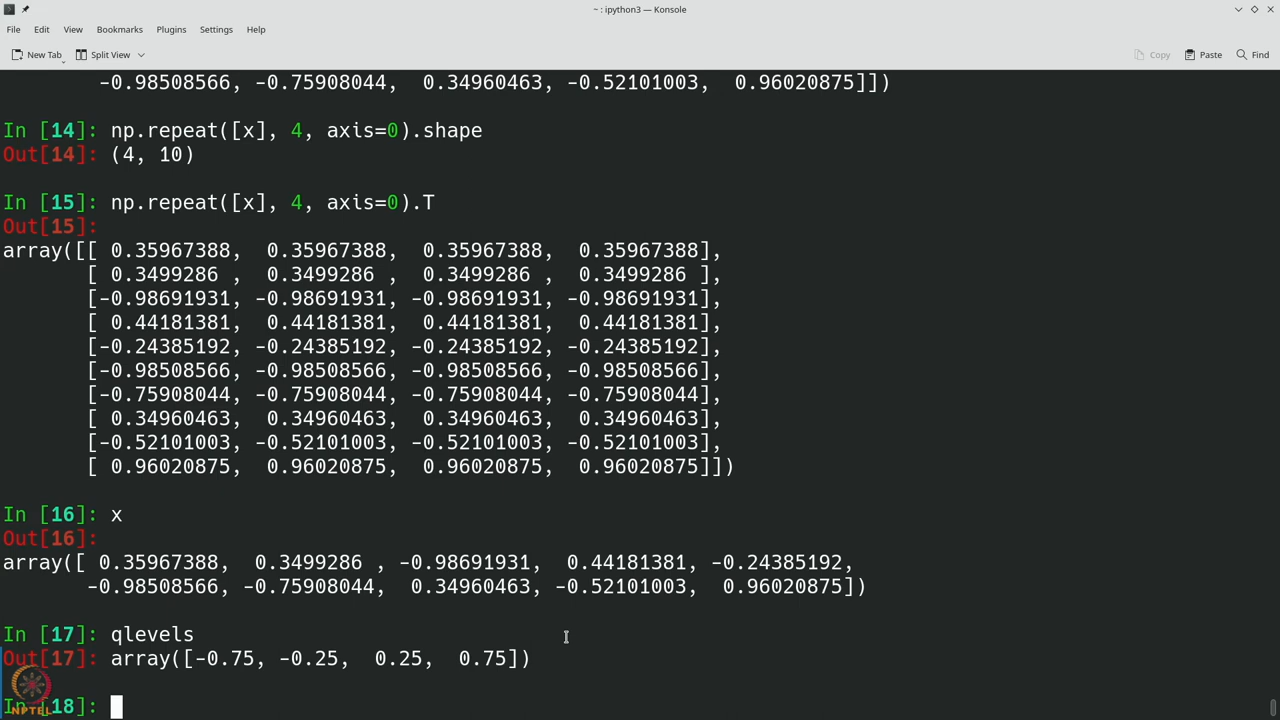 ~ : ipython3 — Konsole
File Edit View Bookmarks Plugins Settings Help
New Tab Split View Copy Paste Find
-0.98508566, -0.75908044,  0.34960463, -0.52101003,  0.96020875]])
In [14]: np.repeat([x], 4, axis=0).shape
Out[14]: (4, 10)
In [15]: np.repeat([x], 4, axis=0).T
Out[15]:
array([[ 0.35967388,  0.35967388,  0.35967388,  0.35967388],
[ 0.3499286 ,  0.3499286 ,  0.3499286 ,  0.3499286 ],
[-0.98691931, -0.98691931, -0.98691931, -0.98691931],
[ 0.44181381,  0.44181381,  0.44181381,  0.44181381],
[-0.24385192, -0.24385192, -0.24385192, -0.24385192],
[-0.98508566, -0.98508566, -0.98508566, -0.98508566],
[-0.75908044, -0.75908044, -0.75908044, -0.75908044],
[ 0.34960463,  0.34960463,  0.34960463,  0.34960463],
[-0.52101003, -0.52101003, -0.52101003, -0.52101003],
[ 0.96020875,  0.96020875,  0.96020875,  0.96020875]])
In [16]: x
Out[16]:
array([ 0.35967388,  0.3499286 , -0.98691931,  0.44181381, -0.24385192,
-0.98508566, -0.75908044,  0.34960463, -0.52101003,  0.96020875])
In [17]: qlevels
Out[17]: array([-0.75, -0.25,  0.25,  0.75])
In [18]:
NPTEL